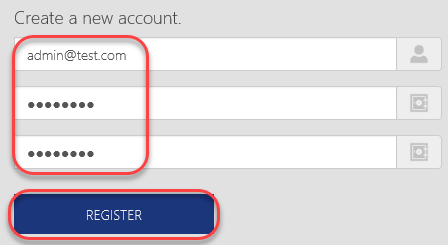 Create a new account.
admin@test.com
●●●●●●●●
●●●●●●●●
REGISTER